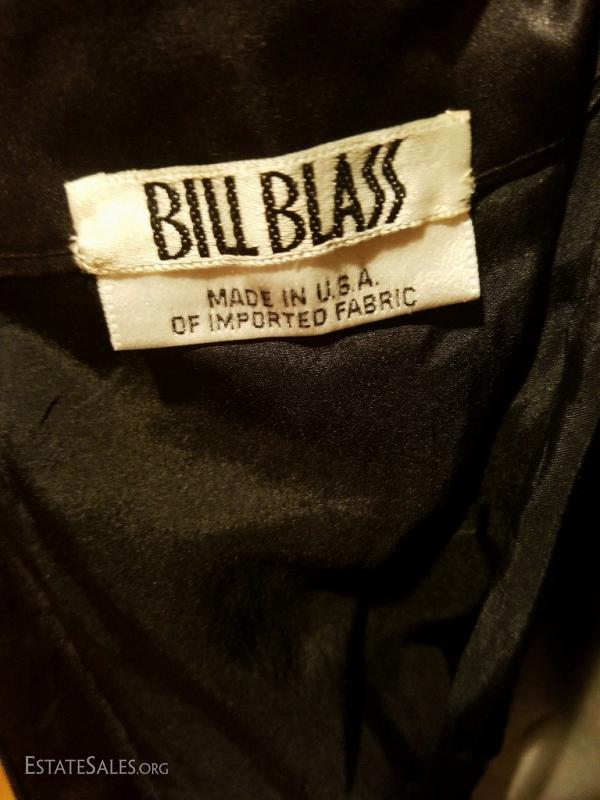 BILL BLASS
MADE IN U.S.A.
OF IMPORTED FABRIC
ESTATESALES.ORG